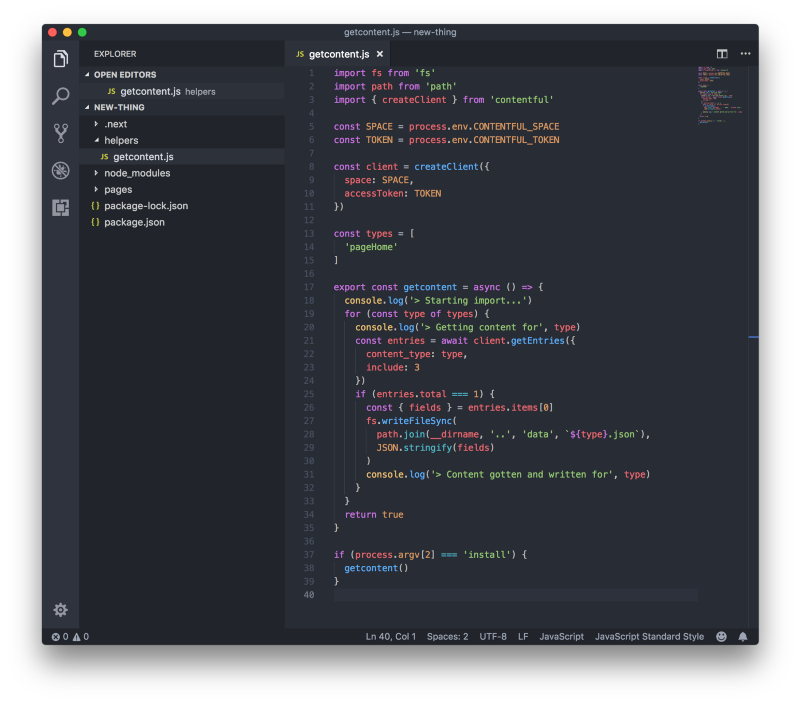 getcontent.js — new-thing
EXPLORER
OPEN EDITORS
JS getcontent.js helpers
NEW-THING
.next
helpers
JS getcontent.js
node_modules
pages
{} package-lock.json
{} package.json
JS getcontent.js ×
1 import fs from 'fs'
2 import path from 'path'
3 import { createClient } from 'contentful'
4
5 const SPACE = process.env.CONTENTFUL_SPACE
6 const TOKEN = process.env.CONTENTFUL_TOKEN
7
8 const client = createClient({
9   space: SPACE,
10   accessToken: TOKEN
11 })
12
13 const types = [
14   'pageHome'
15 ]
16
17 export const getcontent = async () => {
18   console.log('> Starting import...')
19   for (const type of types) {
20     console.log('> Getting content for', type)
21     const entries = await client.getEntries({
22       content_type: type,
23       include: 3
24     })
25     if (entries.total === 1) {
26       const { fields } = entries.items[0]
27       fs.writeFileSync(
28         path.join(__dirname, '..', 'data', `${type}.json`),
29         JSON.stringify(fields)
30       )
31       console.log('> Content gotten and written for', type)
32     }
33   }
34   return true
35 }
36
37 if (process.argv[2] === 'install') {
38   getcontent()
39 }
40
0 0 Ln 40, Col 1 Spaces: 2 UTF-8 LF JavaScript JavaScript Standard Style